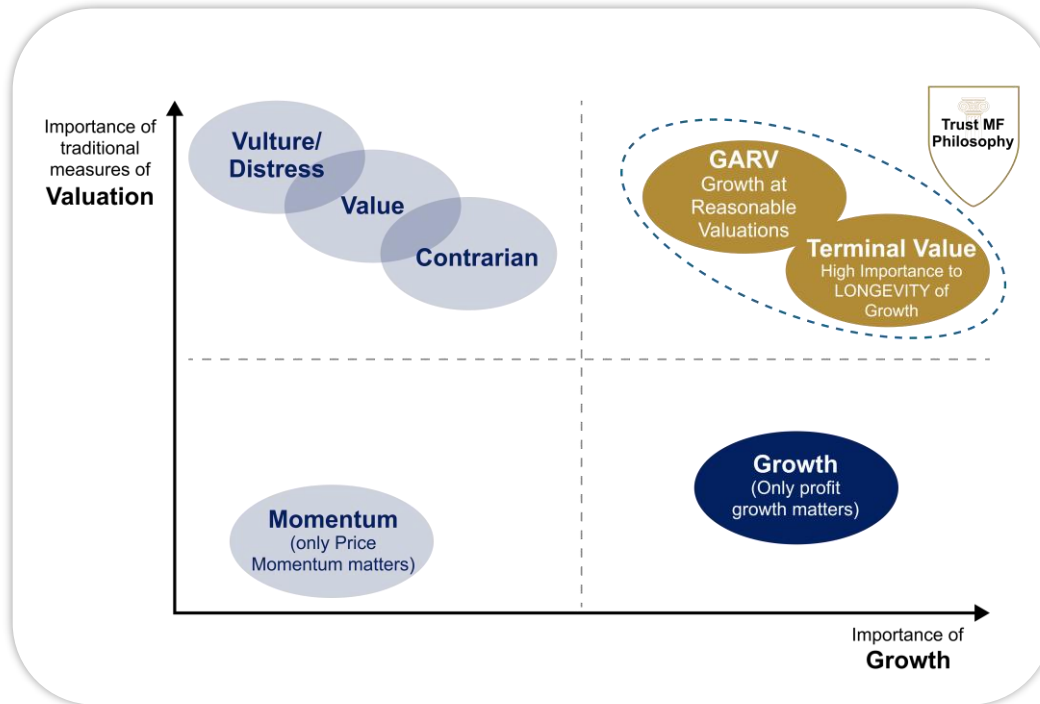 Importance of
traditional
measures of
Valuation
Vulture/
Distress
Value
Contrarian
GARV
Growth at
Reasonable
Valuations
Terminal Value
High Importance to
LONGEVITY of
Growth
Trust MF
Philosophy
Momentum
(only Price
Momentum matters)
Growth
(Only profit
growth matters)
Importance of
Growth